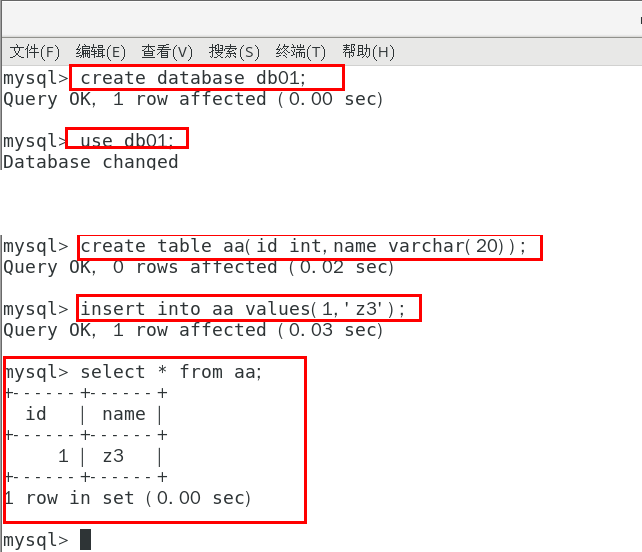 文件(F) 编辑(E) 查看(V) 搜索(S) 终端(T) 帮助(H)
mysql> create database db01;
Query OK, 1 row affected (0.00 sec)
mysql> use db01;
Database changed
mysql> create table aa(id int,name varchar(20));
Query OK, 0 rows affected (0.02 sec)
mysql> insert into aa values(1,'z3');
Query OK, 1 row affected (0.03 sec)
mysql> select * from aa;
+------+------+
id | name |
+------+------+
1 | z3 |
+------+------+
1 row in set (0.00 sec)
mysql>